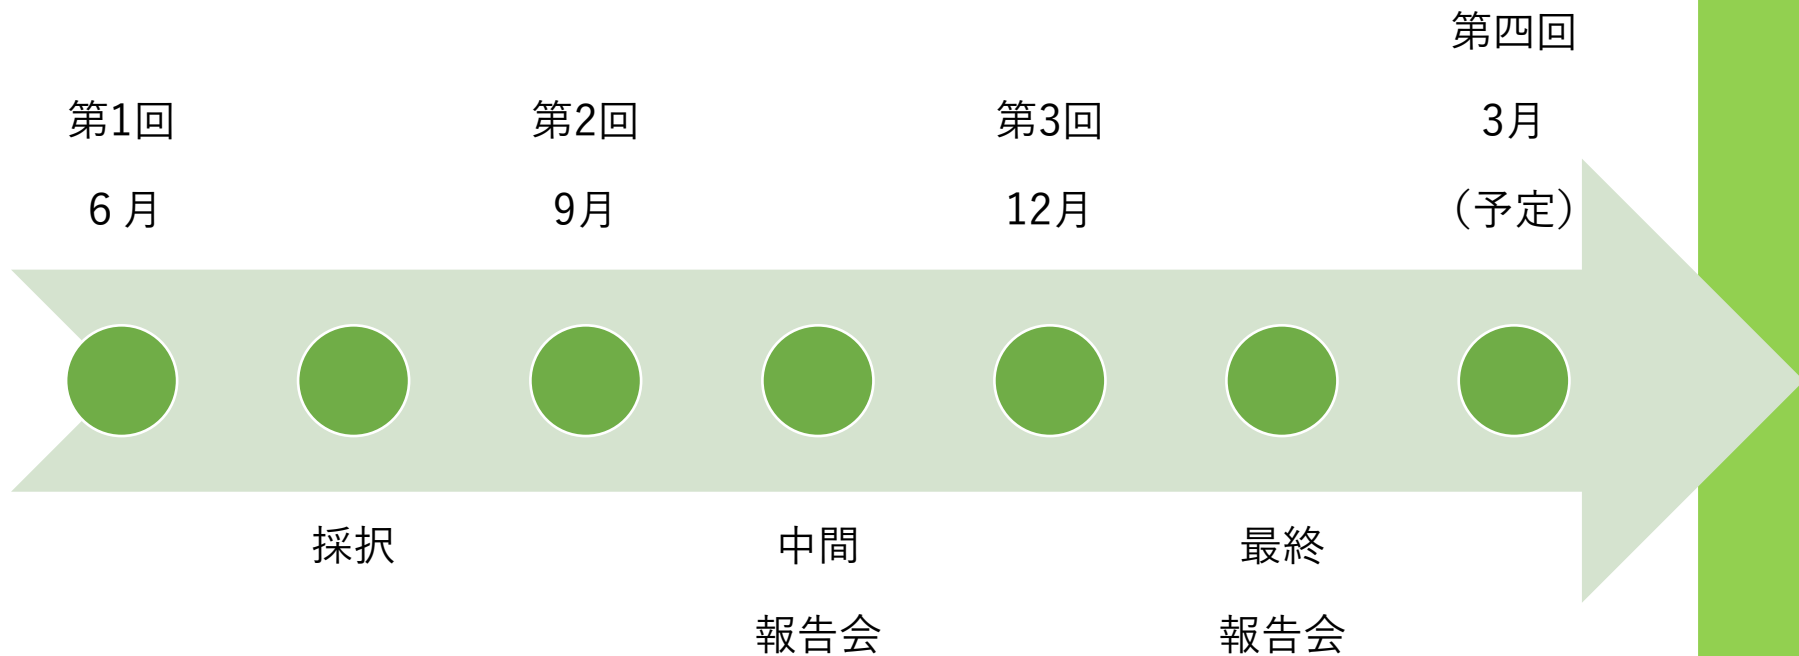 第1回
6 月
採択
第2回
9月
中間
報告会
第3回
12月
最終
報告会
第四回
3月
(予定)